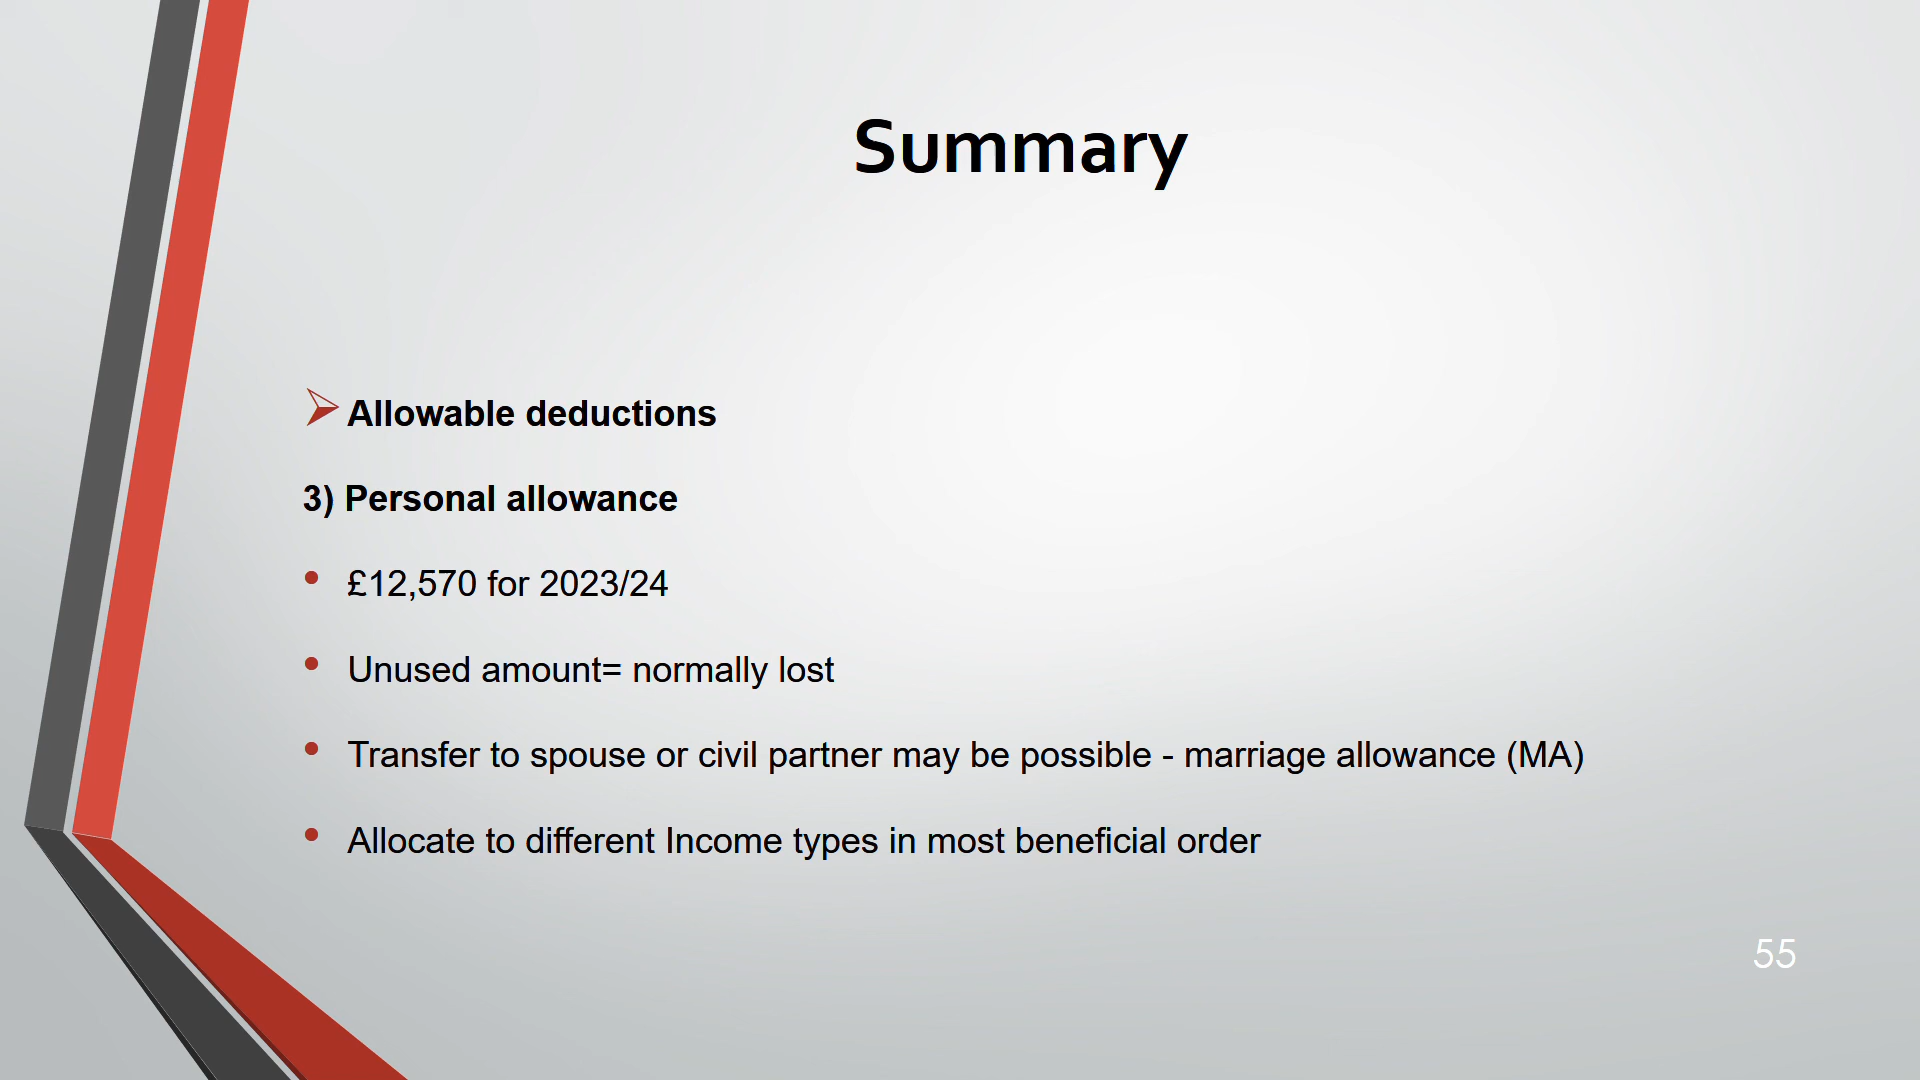 Summary
Allowable deductions
3) Personal allowance
• £12,570 for 2023/24
• Unused amount= normally lost
• Transfer to spouse or civil partner may be possible - marriage allowance (MA)
• Allocate to different Income types in most beneficial order
55